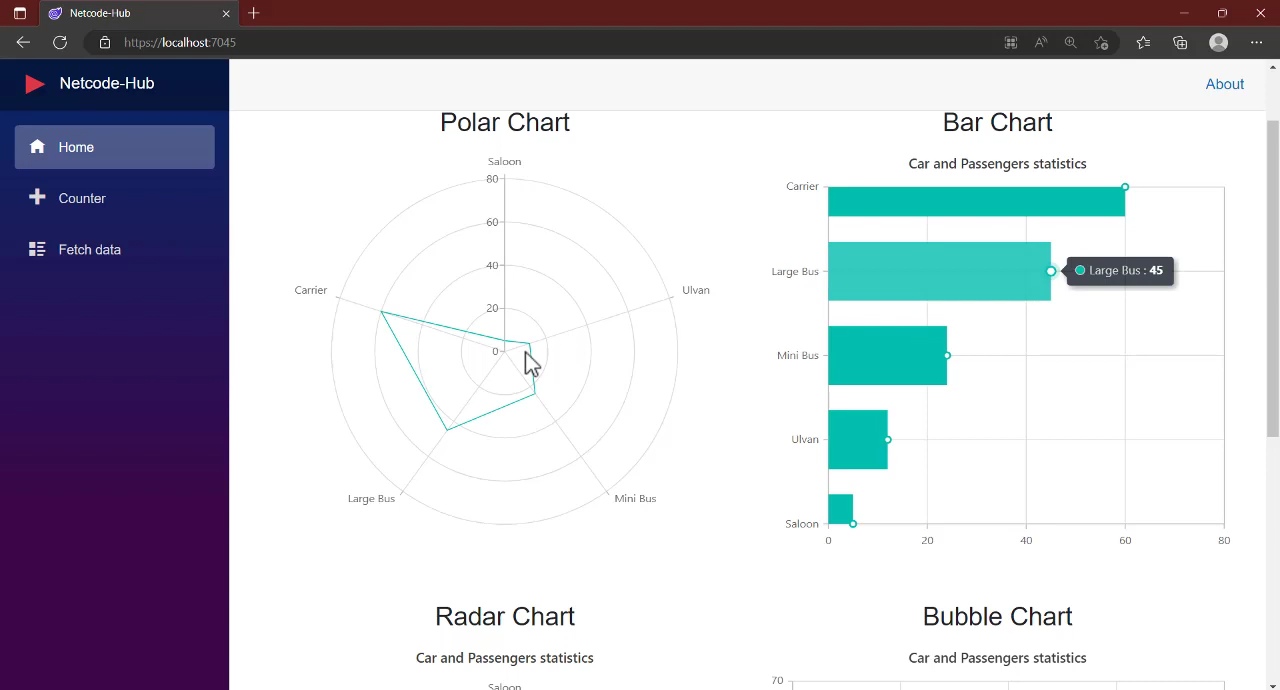 Netcode-Hub
https://localhost:7045
Netcode-Hub
About
Home
Counter
Fetch data
Polar Chart
Saloon
80
60
40
20
0
Carrier
Ulvan
Large Bus
Mini Bus
Bar Chart
Car and Passengers statistics
Carrier
Large Bus
Large Bus : 45
Mini Bus
Ulvan
Saloon
0 20 40 60 80
Radar Chart
Car and Passengers statistics
Saloon
Bubble Chart
Car and Passengers statistics
70